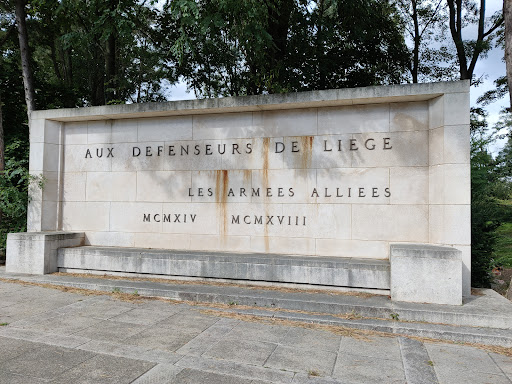 AUX DEFENSEURS DE LIEGE
LES ARMEES ALLIEES
MCMXIV MCMXVIII